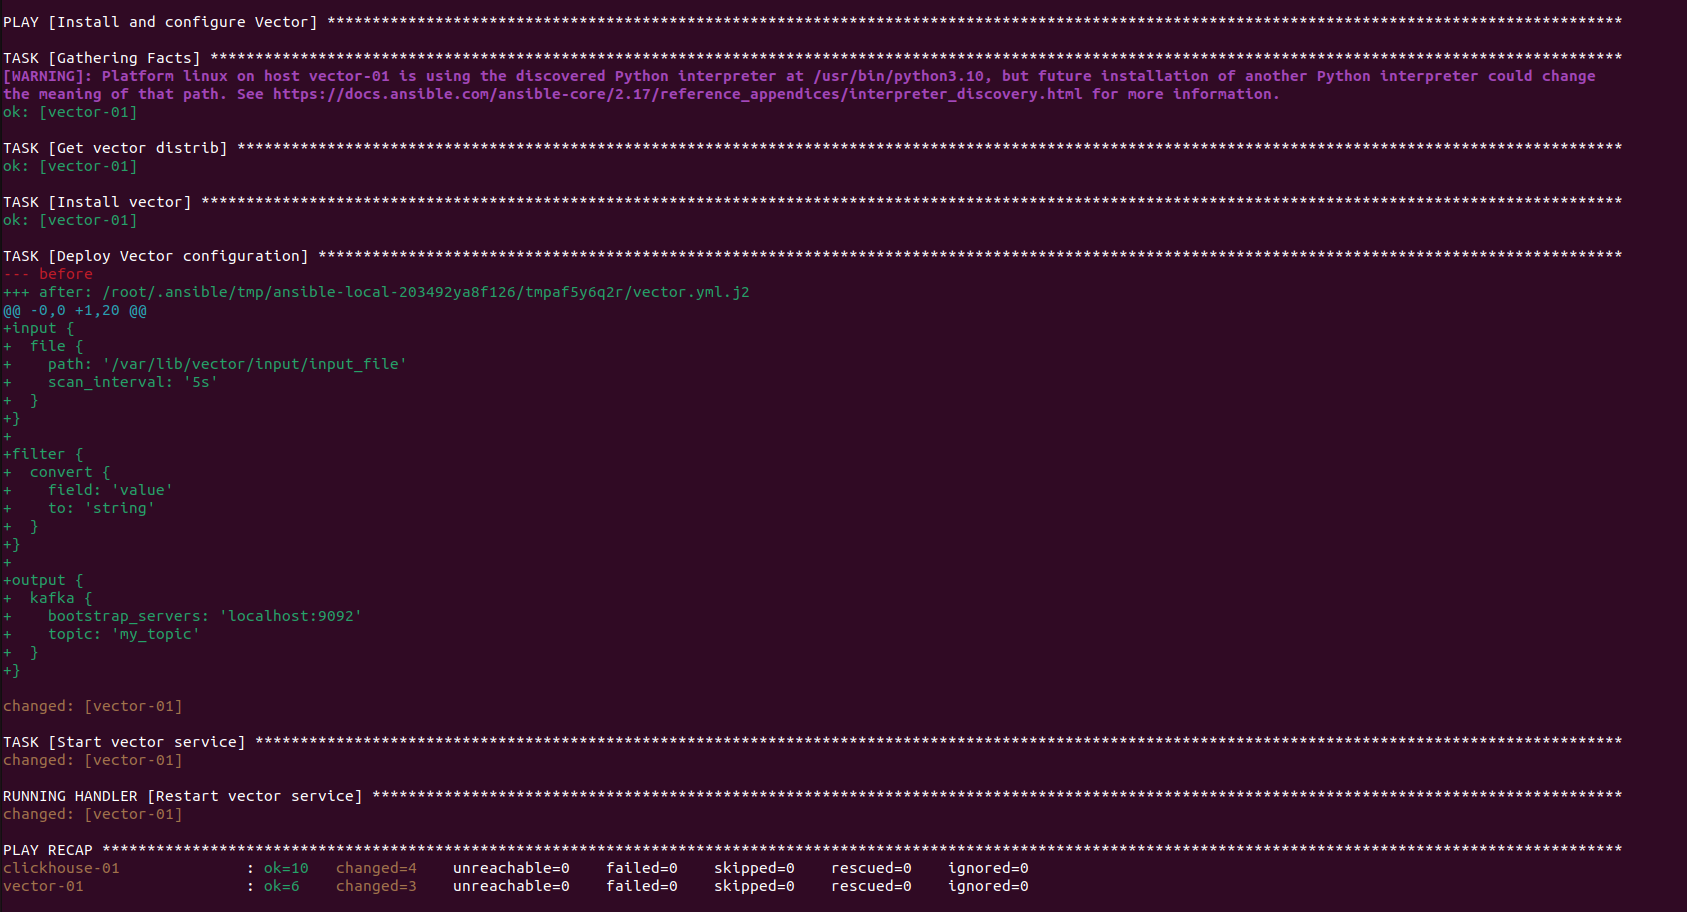 PLAY [Install and configure Vector] ************************************************************************************************************************************************
TASK [Gathering Facts] *************************************************************************************************************************************************************
[WARNING]: Platform linux on host vector-01 is using the discovered Python interpreter at /usr/bin/python3.10, but future installation of another Python interpreter could change
the meaning of that path. See https://docs.ansible.com/ansible-core/2.17/reference_appendices/interpreter_discovery.html for more information.
ok: [vector-01]
TASK [Get vector distrib] **********************************************************************************************************************************************************
ok: [vector-01]
TASK [Install vector] **************************************************************************************************************************************************************
ok: [vector-01]
TASK [Deploy Vector configuration] *************************************************************************************************************************************************
--- before
+++ after: /root/.ansible/tmp/ansible-local-203492ya8f126/tmpaf5y6q2r/vector.yml.j2
@@ -0,0 +1,20 @@
+input {
+  file {
+    path: '/var/lib/vector/input/input_file'
+    scan_interval: '5s'
+  }
+}
+
+filter {
+  convert {
+    field: 'value'
+    to: 'string'
+  }
+}
+
+output {
+  kafka {
+    bootstrap_servers: 'localhost:9092'
+    topic: 'my_topic'
+  }
+}
changed: [vector-01]
TASK [Start vector service] ********************************************************************************************************************************************************
changed: [vector-01]
RUNNING HANDLER [Restart vector service] *******************************************************************************************************************************************
changed: [vector-01]
PLAY RECAP *************************************************************************************************************************************************************************
clickhouse-01              : ok=10   changed=4    unreachable=0    failed=0    skipped=0    rescued=0    ignored=0
vector-01                  : ok=6    changed=3    unreachable=0    failed=0    skipped=0    rescued=0    ignored=0